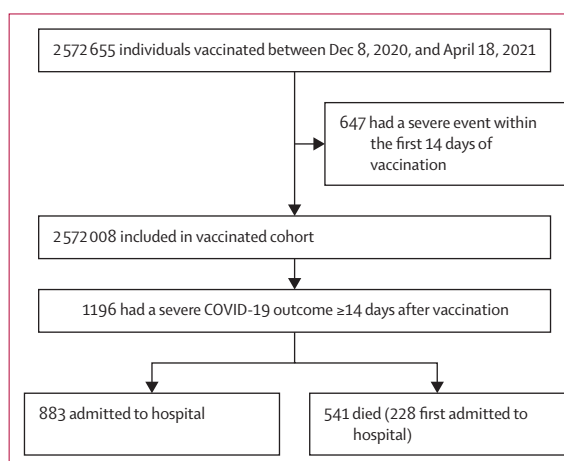 2 572 655 individuals vaccinated between Dec 8, 2020, and April 18, 2021
647 had a severe event within
the first 14 days of
vaccination
2 572 008 included in vaccinated cohort
1196 had a severe COVID-19 outcome ≥14 days after vaccination
883 admitted to hospital
541 died (228 first admitted to
hospital)